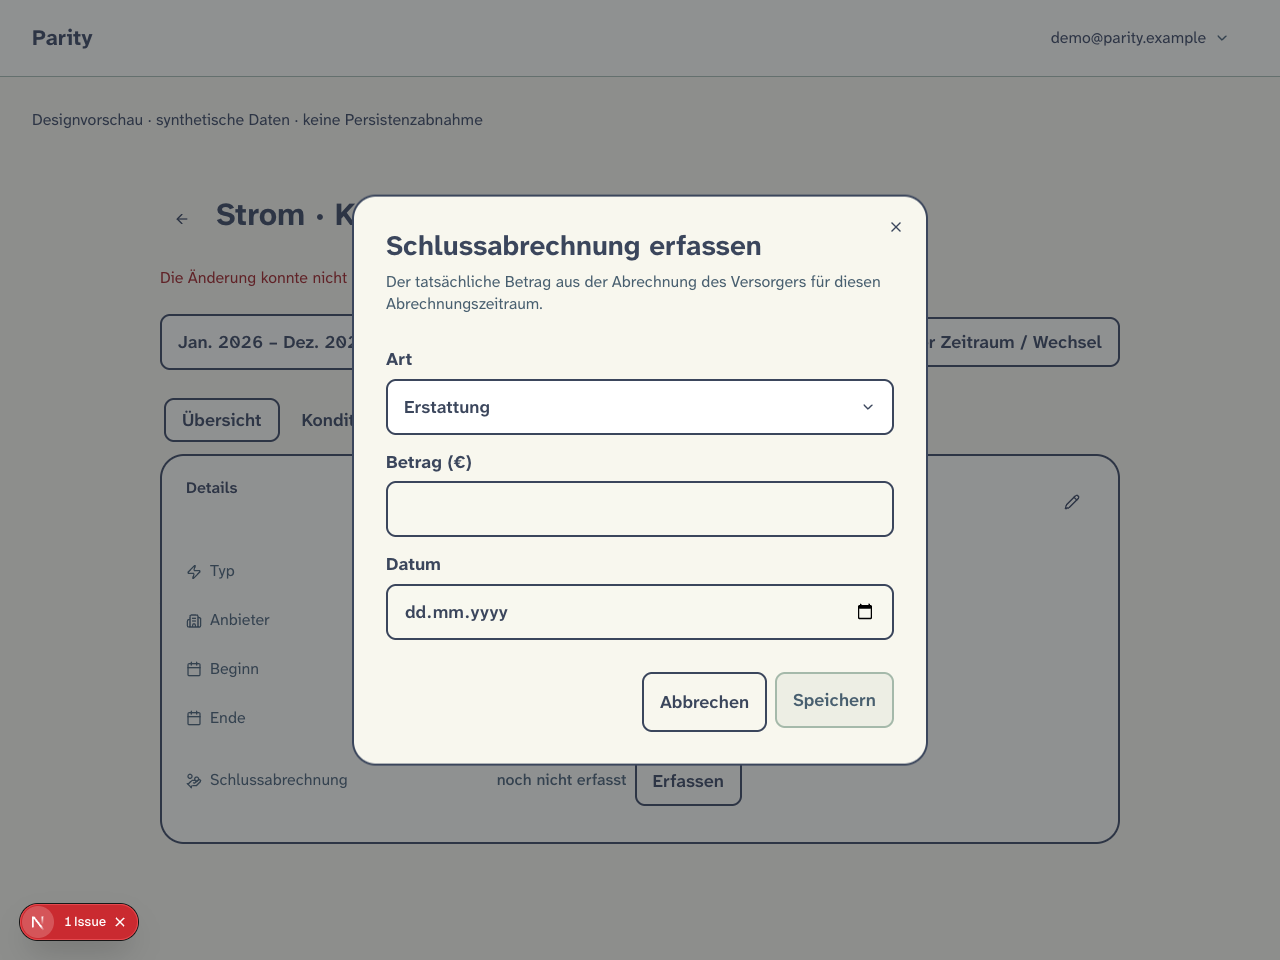 Parity
demo@parity.example
Designvorschau · synthetische Daten · keine Persistenzabnahme
Strom ·
Die Änderung konnte nicht
Jan. 2026 – Dez.
Zeitraum / Wechsel
Übersicht
Details
Typ
Anbieter
Beginn
Ende
Schlussabrechnung
noch nicht erfasst
Erfassen
Schlussabrechnung erfassen
Der tatsächliche Betrag aus der Abrechnung des Versorgers für diesen
Abrechnungszeitraum.
Art
Erstattung
Betrag (€)
Datum
dd.mm.yyyy
Abbrechen
Speichern
N
1 Issue